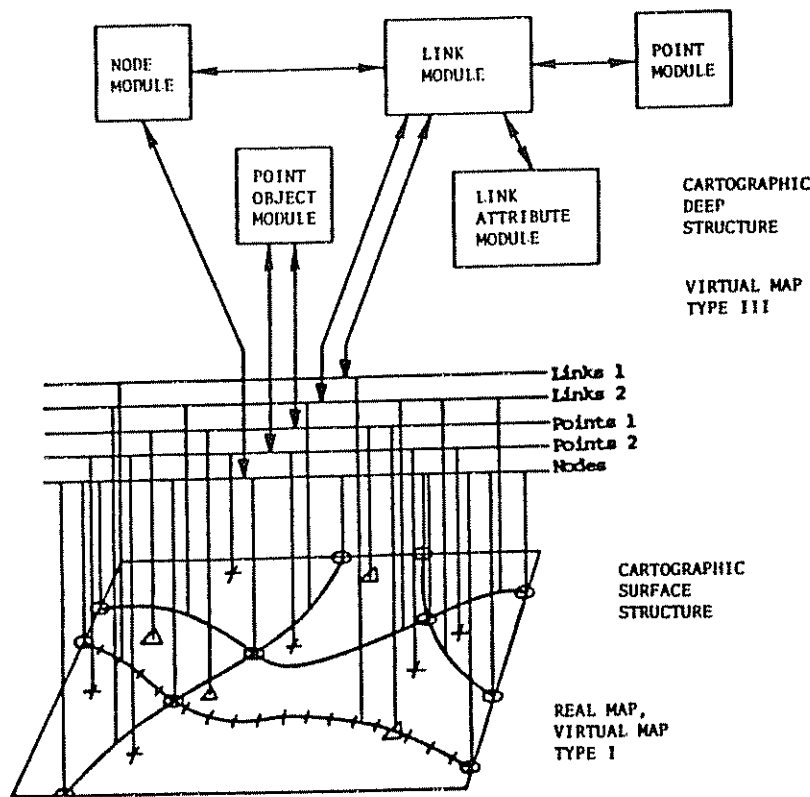 NODE
MODULE
LINK
MODULE
POINT
MODULE
POINT
OBJECT
MODULE
LINK
ATTRIBUTE
MODULE
CARTOGRAPHIC
DEEP
STRUCTURE
VIRTUAL MAP
TYPE III
Links 1
Links 2
Points 1
Points 2
Nodes
CARTOGRAPHIC
SURFACE
STRUCTURE
REAL MAP,
VIRTUAL MAP
TYPE I